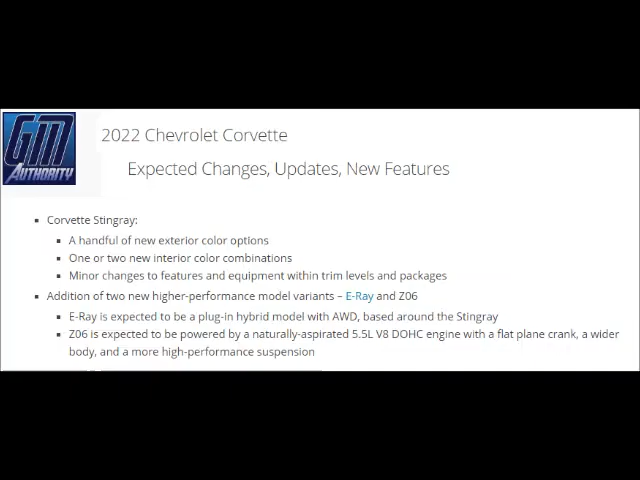 GM
AUTHORITY
2022 Chevrolet Corvette
Expected Changes, Updates, New Features
Corvette Stingray:
A handful of new exterior color options
One or two new interior color combinations
Minor changes to features and equipment within trim levels and packages
Addition of two new higher-performance model variants – E-Ray and Z06
E-Ray is expected to be a plug-in hybrid model with AWD, based around the Stingray
Z06 is expected to be powered by a naturally-aspirated 5.5L V8 DOHC engine with a flat plane crank, a wider
body, and a more high-performance suspension